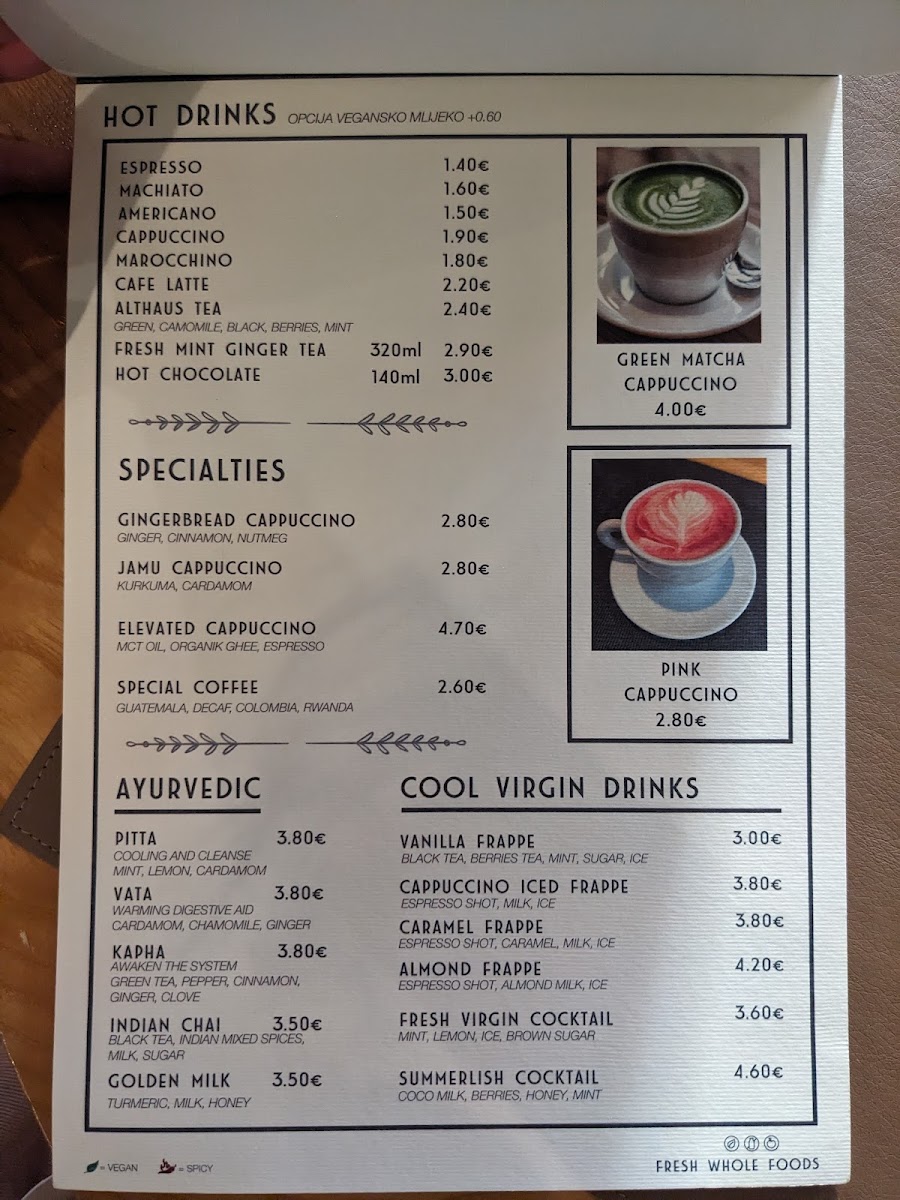 HOT DRINKS OPCIJA VEGANSKO MLIJEKO +0.60
ESPRESSO 1.40€
MACHIATO 1.60€
AMERICANO 1.50€
CAPPUCCINO 1.90€
MAROCCHINO 1.80€
CAFE LATTE 2.20€
ALTHAUS TEA 2.40€
GREEN, CAMOMILE, BLACK, BERRIES, MINT
FRESH MINT GINGER TEA 320ml 2.90€
HOT CHOCOLATE 140ml 3.00€
GREEN MATCHA
CAPPUCCINO
4.00€
SPECIALTIES
GINGERBREAD CAPPUCCINO 2.80€
GINGER, CINNAMON, NUTMEG
JAMU CAPPUCCINO 2.80€
KURKUMA, CARDAMOM
ELEVATED CAPPUCCINO 4.70€
MCT OIL, ORGANIK GHEE, ESPRESSO
SPECIAL COFFEE 2.60€
GUATEMALA, DECAF, COLOMBIA, RWANDA
PINK
CAPPUCCINO
2.80€
AYURVEDIC
PITTA 3.80€
COOLING AND CLEANSE
MINT, LEMON, CARDAMOM
VATA 3.80€
WARMING DIGESTIVE AID
CARDAMOM, CHAMOMILE, GINGER
KAPHA 3.80€
AWAKEN THE SYSTEM
GREEN TEA, PEPPER, CINNAMON,
GINGER, CLOVE
INDIAN CHAI 3.50€
BLACK TEA, INDIAN MIXED SPICES,
MILK, SUGAR
GOLDEN MILK 3.50€
TURMERIC, MILK, HONEY
COOL VIRGIN DRINKS
VANILLA FRAPPE 3.00€
BLACK TEA, BERRIES TEA, MINT, SUGAR, ICE
CAPPUCCINO ICED FRAPPE 3.80€
ESPRESSO SHOT, MILK, ICE
CARAMEL FRAPPE 3.80€
ESPRESSO SHOT, CARAMEL, MILK, ICE
ALMOND FRAPPE 4.20€
ESPRESSO SHOT, ALMOND MILK, ICE
FRESH VIRGIN COCKTAIL 3.60€
MINT, LEMON, ICE, BROWN SUGAR
SUMMERLISH COCKTAIL 4.60€
COCO MILK, BERRIES, HONEY, MINT
= VEGAN = SPICY
FRESH WHOLE FOODS